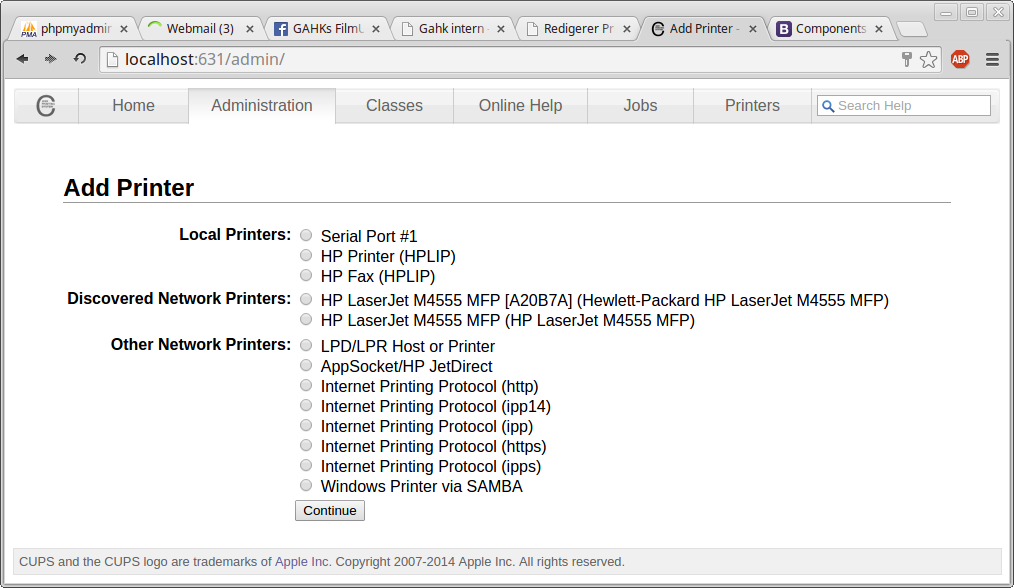 phpmyadmin
Webmail (3)
GAHKs FilmU
Gahk intern -
Redigerer Pr
Add Printer -
Components
localhost:631/admin/
ABP
Home
Administration
Classes
Online Help
Jobs
Printers
Search Help
Add Printer
Local Printers:
Serial Port #1
HP Printer (HPLIP)
HP Fax (HPLIP)
Discovered Network Printers:
HP LaserJet M4555 MFP [A20B7A] (Hewlett-Packard HP LaserJet M4555 MFP)
HP LaserJet M4555 MFP (HP LaserJet M4555 MFP)
Other Network Printers:
LPD/LPR Host or Printer
AppSocket/HP JetDirect
Internet Printing Protocol (http)
Internet Printing Protocol (ipp14)
Internet Printing Protocol (ipp)
Internet Printing Protocol (https)
Internet Printing Protocol (ipps)
Windows Printer via SAMBA
Continue
CUPS and the CUPS logo are trademarks of Apple Inc. Copyright 2007-2014 Apple Inc. All rights reserved.